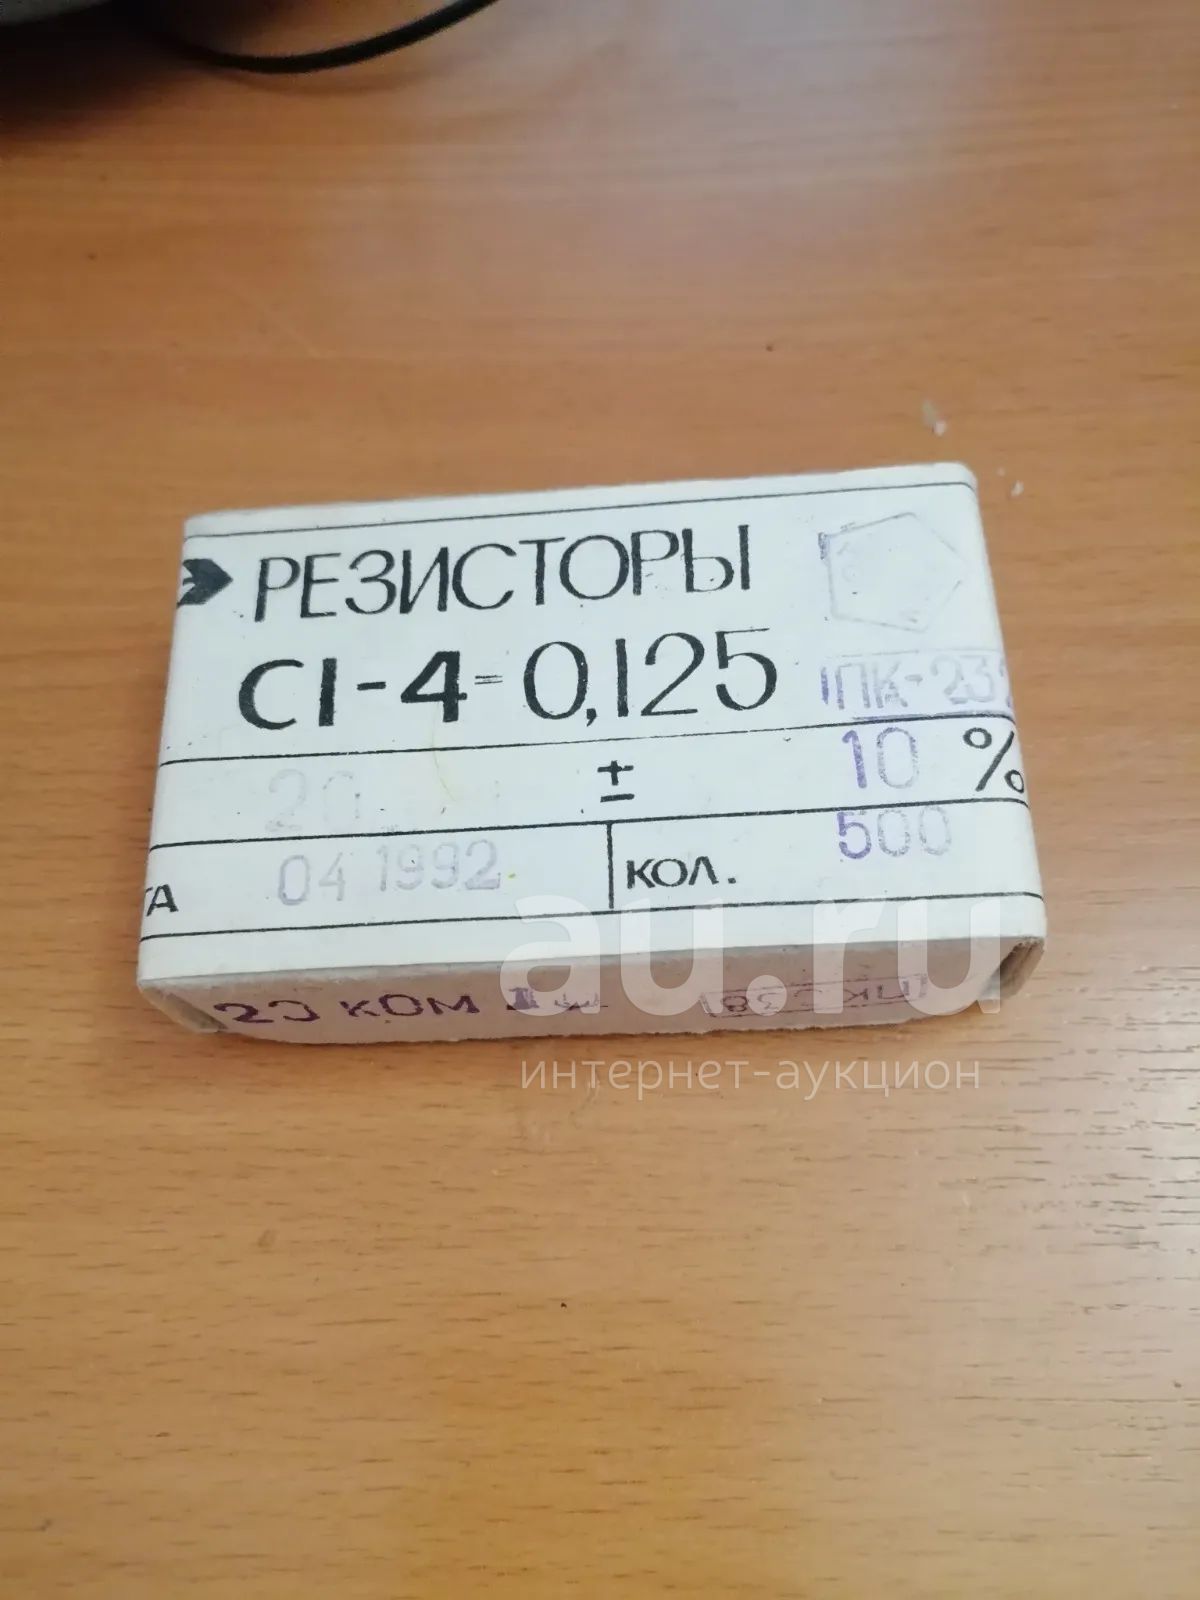 РЕЗИСТОРЫ
С1-4-0,125
ПК-23
20 ± 10 %
ТА 04 1992 КОЛ. 500
20 КОМ
au.ru
интернет-аукцион